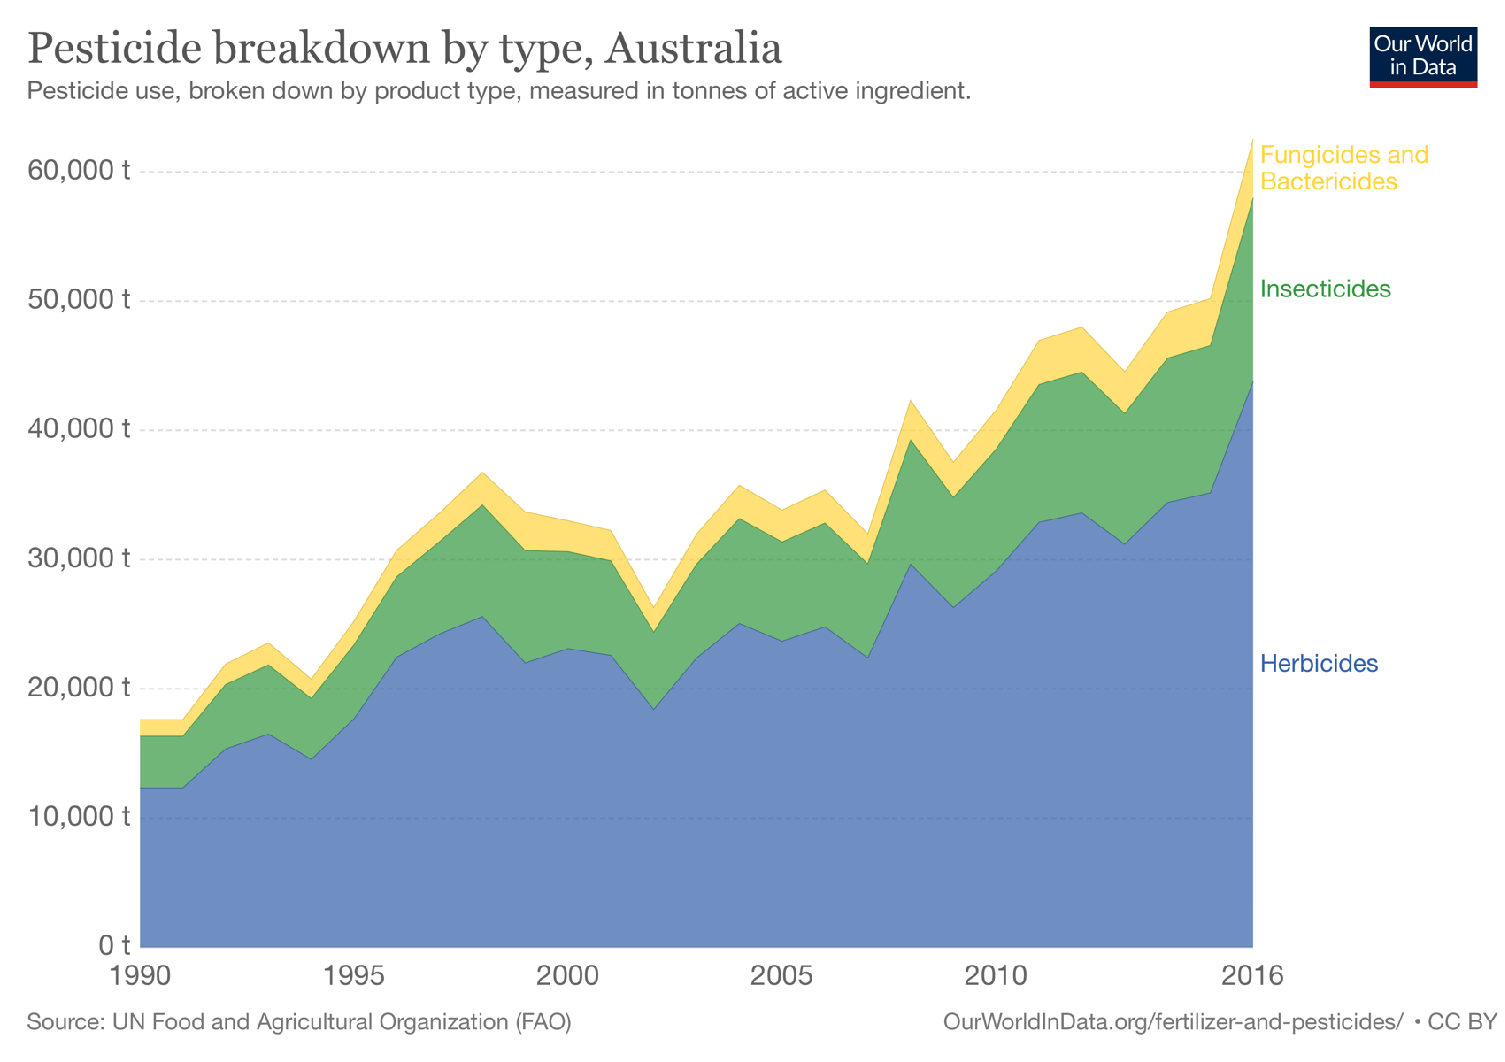 Pesticide breakdown by type, Australia
Pesticide use, broken down by product type, measured in tonnes of active ingredient.
Our World
in Data
60,000 t
50,000 t
40,000 t
30,000 t
20,000 t
10,000 t
0 t
Fungicides and
Bactericides
Insecticides
Herbicides
1990 1995 2000 2005 2010 2016
Source: UN Food and Agricultural Organization (FAO)
OurWorldInData.org/fertilizer-and-pesticides/ • CC BY